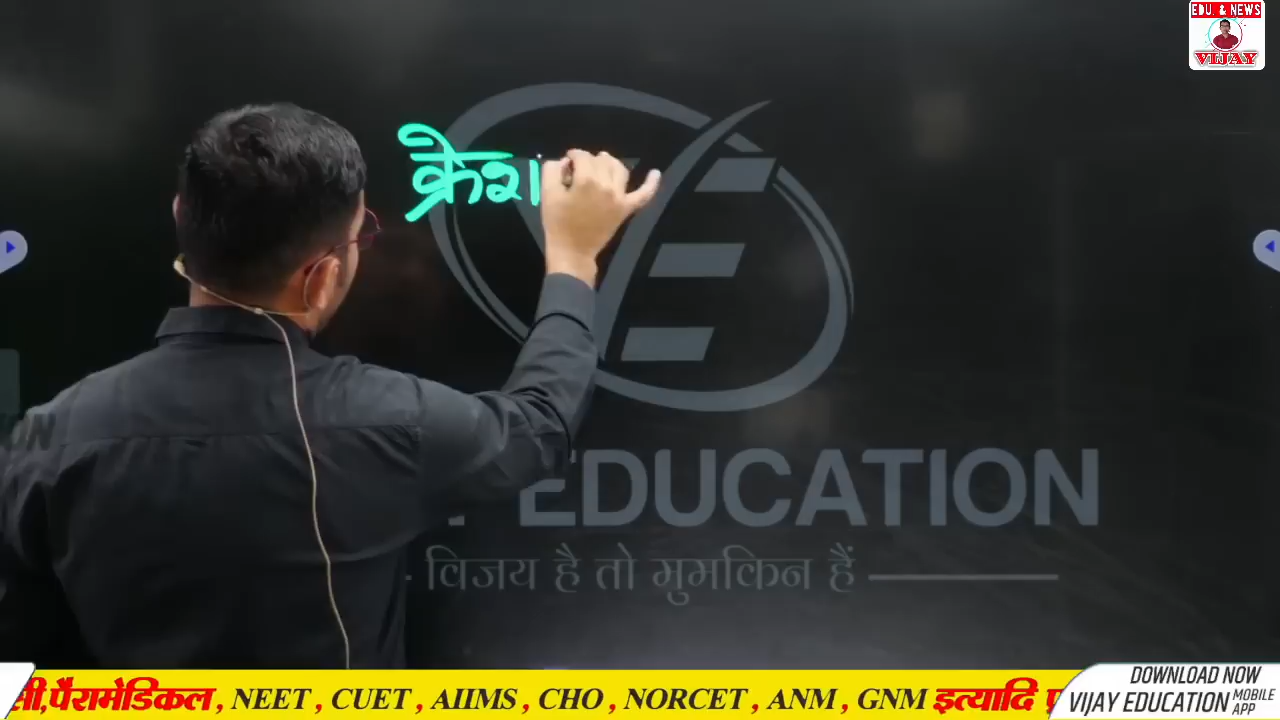 EDU. & NEWS
VIJAY
क्रेश
EDUCATION
विजय है तो मुमकिन हैं
पैरामेडिकल, NEET, CUET, AIIMS, CHO, NORCET, ANM, GNM इत्यादि
DOWNLOAD NOW
VIJAY EDUCATION MOBILE APP